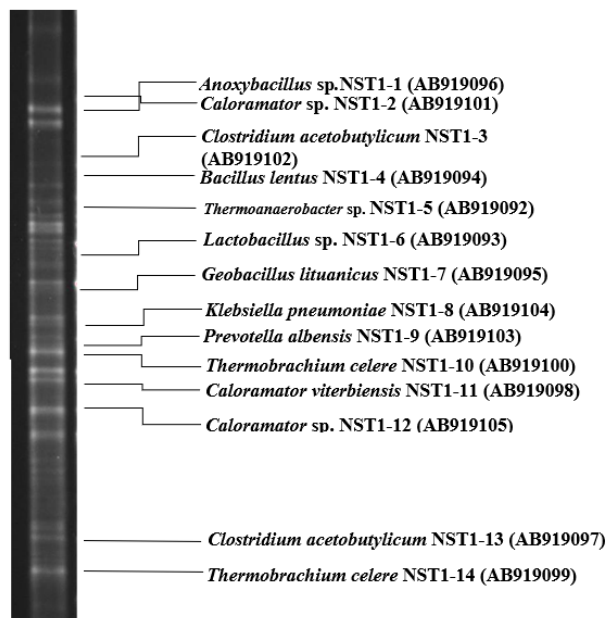 Anoxybacillus sp.NST1-1 (AB919096)
Caloramator sp. NST1-2 (AB919101)
Clostridium acetobutylicum NST1-3
(AB919102)
Bacillus lentus NST1-4 (AB919094)
Thermoanaerobacter sp. NST1-5 (AB919092)
Lactobacillus sp. NST1-6 (AB919093)
Geobacillus lituanicus NST1-7 (AB919095)
Klebsiella pneumoniae NST1-8 (AB919104)
Prevotella albensis NST1-9 (AB919103)
Thermobrachium celere NST1-10 (AB919100)
Caloramator viterbiensis NST1-11 (AB919098)
Caloramator sp. NST1-12 (AB919105)
Clostridium acetobutylicum NST1-13 (AB919097)
Thermobrachium celere NST1-14 (AB919099)